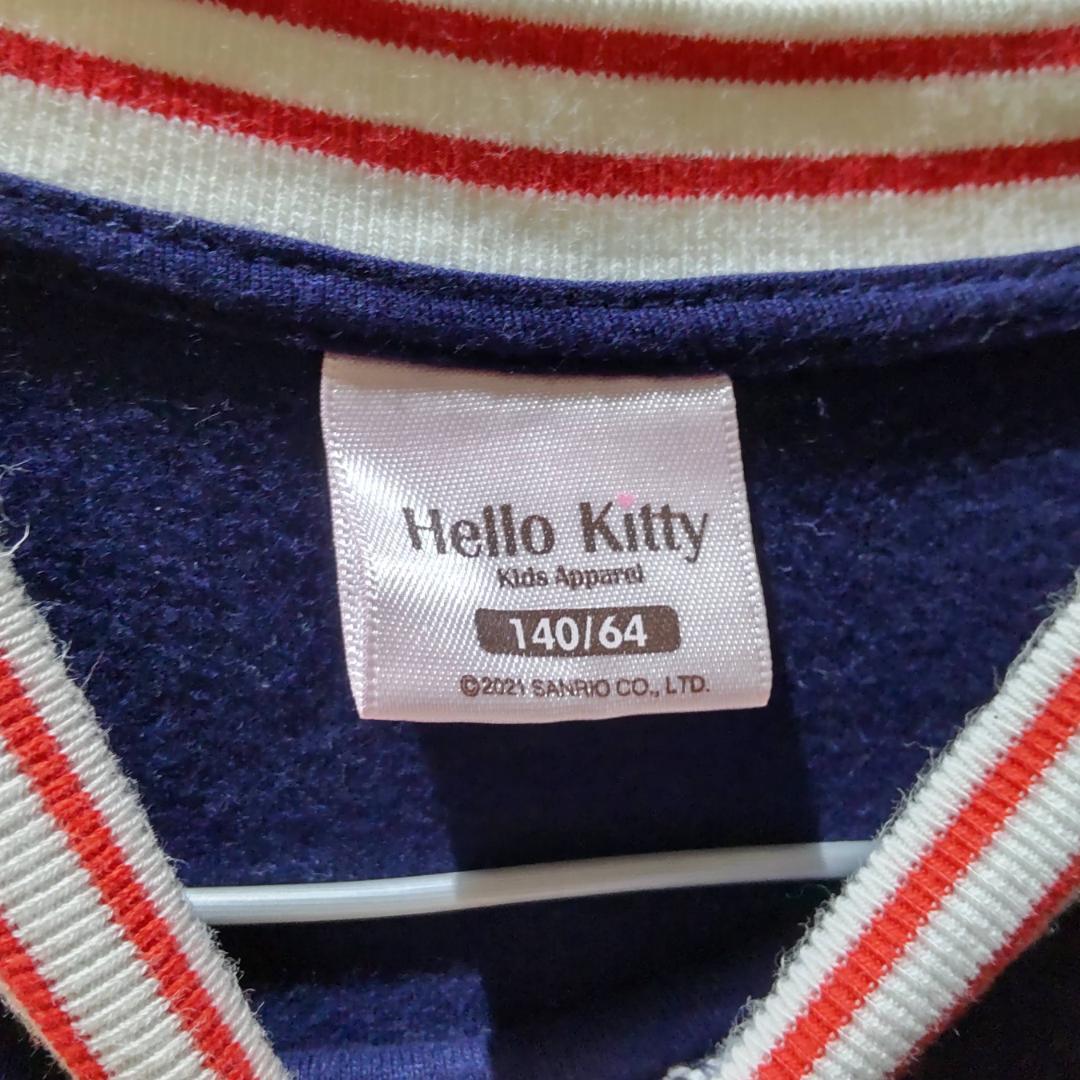 Hello Kitty
Kids Apparel
140/64
©2021 SANRIO CO., LTD.